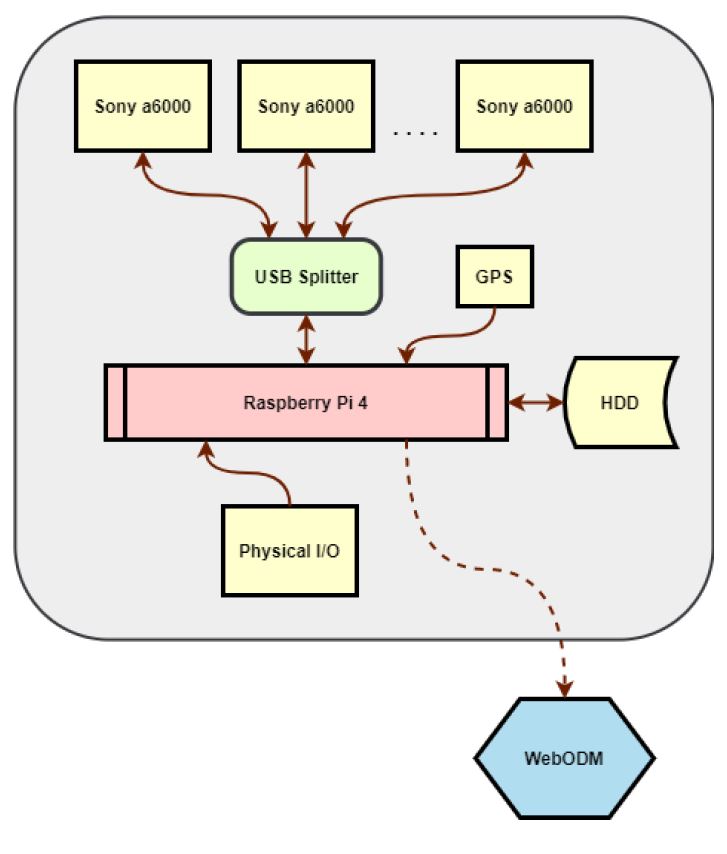 Sony a6000
Sony a6000
. . . .
Sony a6000
USB Splitter
GPS
Raspberry Pi 4
HDD
Physical I/O
WebODM